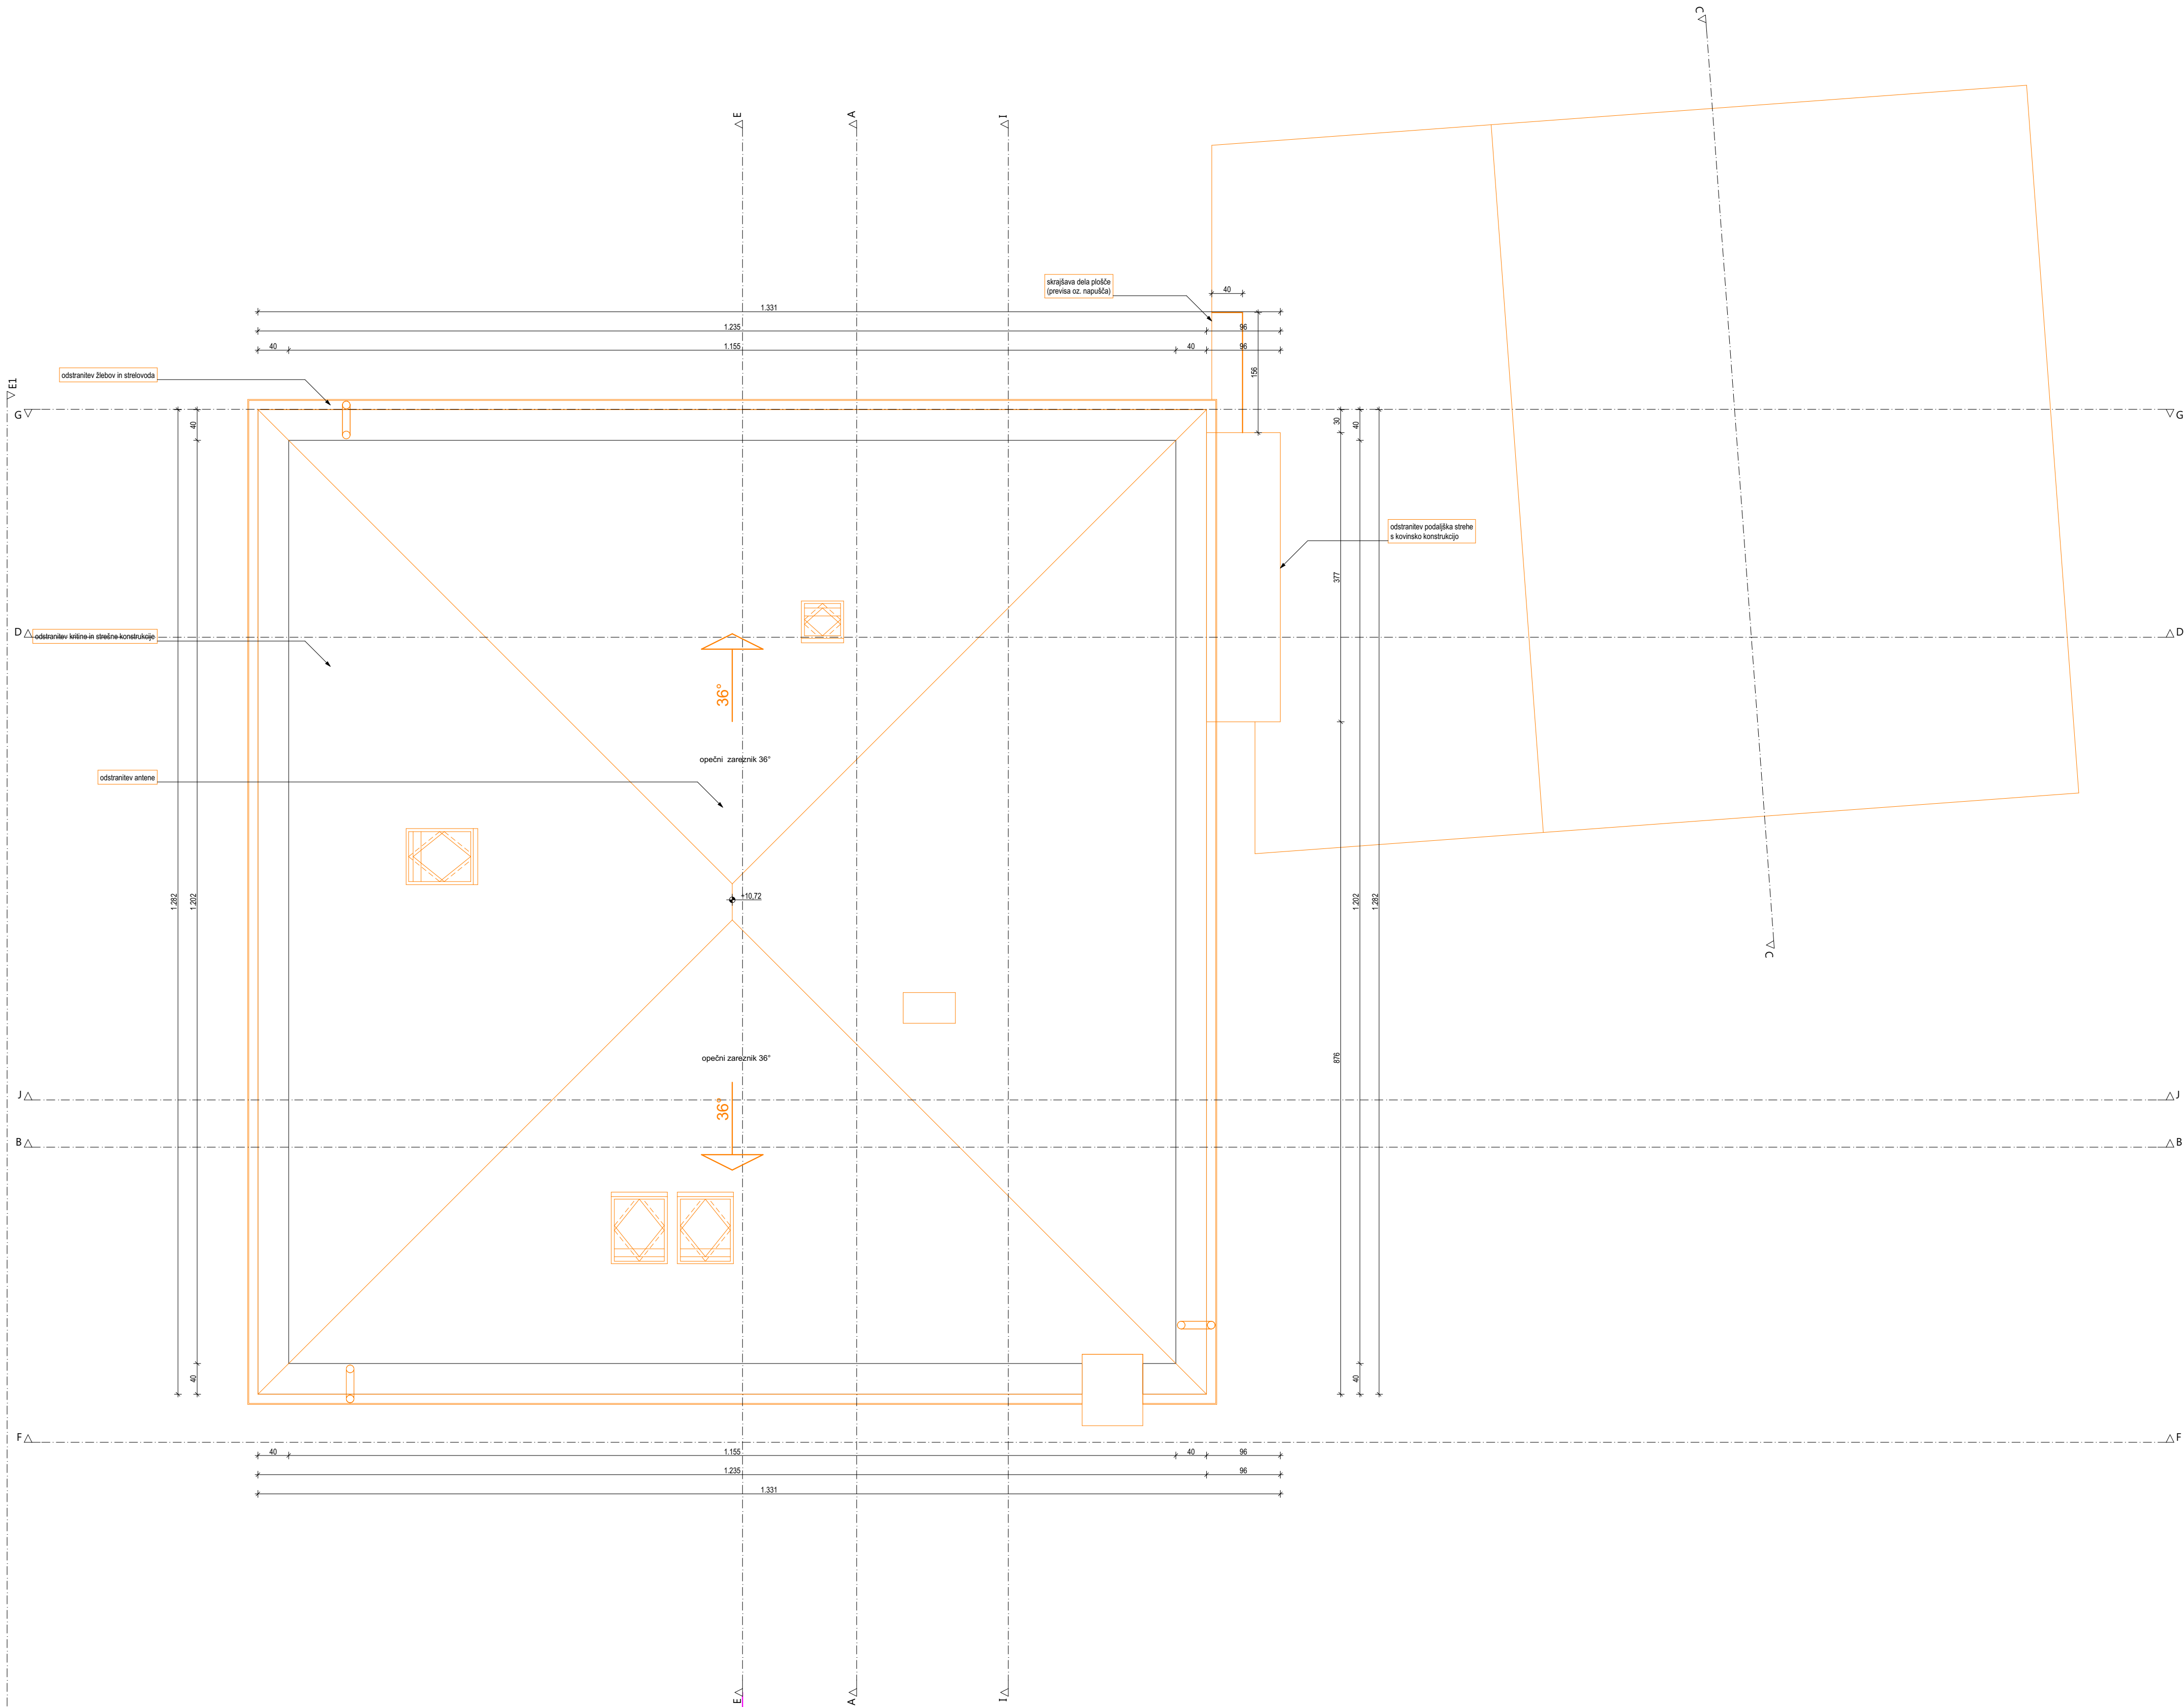 C
E
A
I
skrajšava dela plošče
(previsa oz. napušča)
40
1.331
1.235
96
40
1.155
40
96
156
odstranitev žlebov in strelovoda
E1
G
G
40
30
40
odstranitev podaljška strehe
s kovinsko konstrukcijo
377
D
odstranitev kritine in strešne konstrukcije
D
36°
opečni zareznik 36°
odstranitev antene
+10.72
1.282
1.202
1.202
1.282
C
opečni zareznik 36°
876
36°
J
J
B
B
40
40
F
F
40
1.155
40
96
1.235
96
1.331
E
A
I